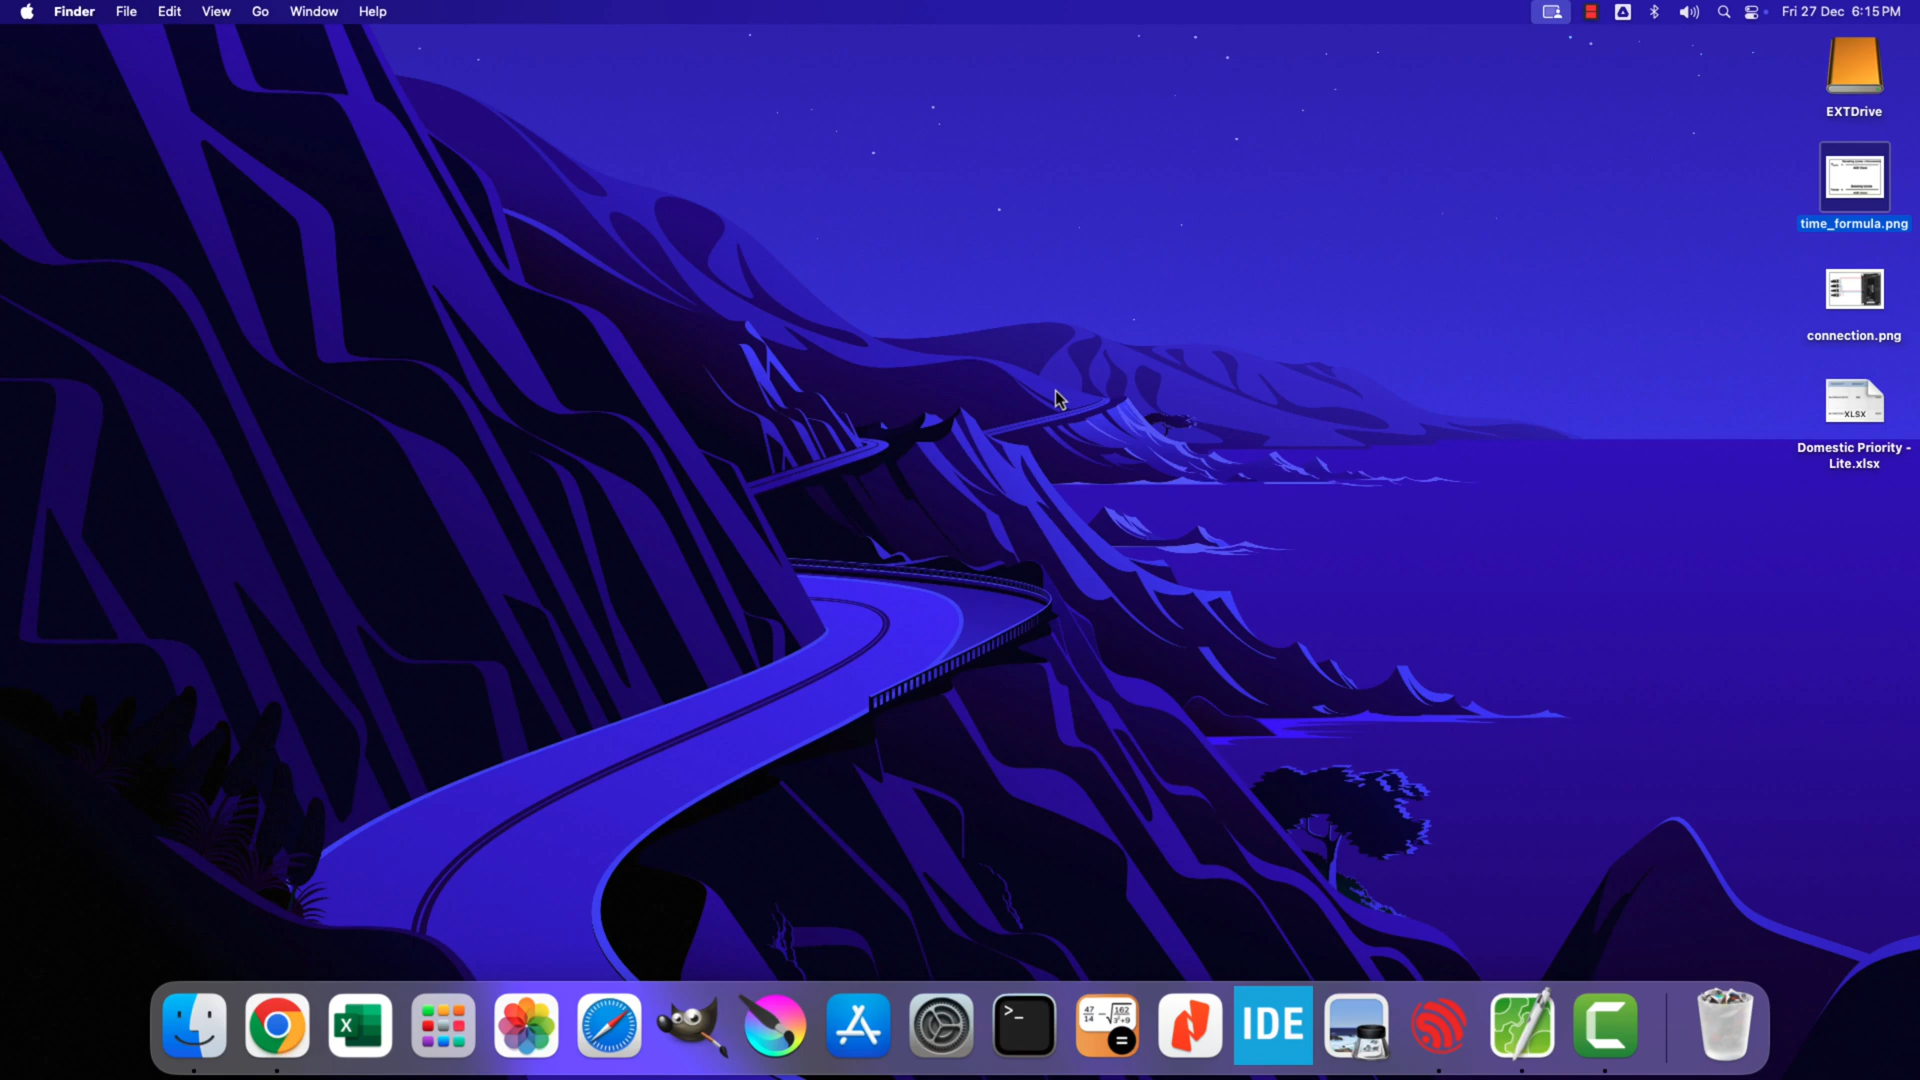 Finder File Edit View Go Window Help
Fri 27 Dec 6:15 PM
EXTDrive
time_formula.png
connection.png
XLSX
Domestic Priority -
Lite.xlsx
IDE